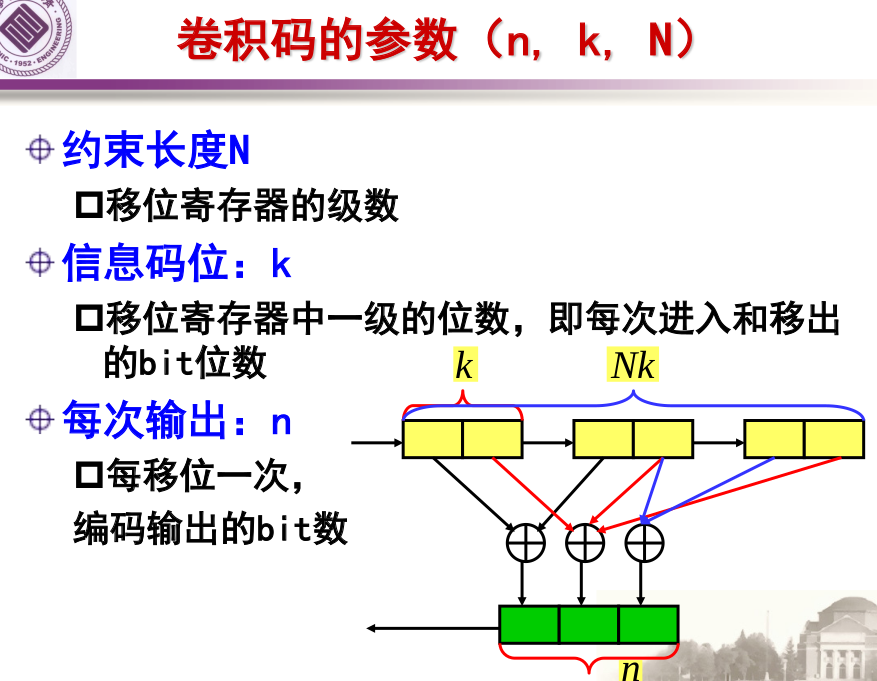 卷积码的参数（n, k, N）
约束长度N
移位寄存器的级数
信息码位：k
移位寄存器中一级的位数，即每次进入和移出
的bit位数
k
Nk
每次输出：n
每移位一次，
编码输出的bit数
n
1952·ENGINEERING